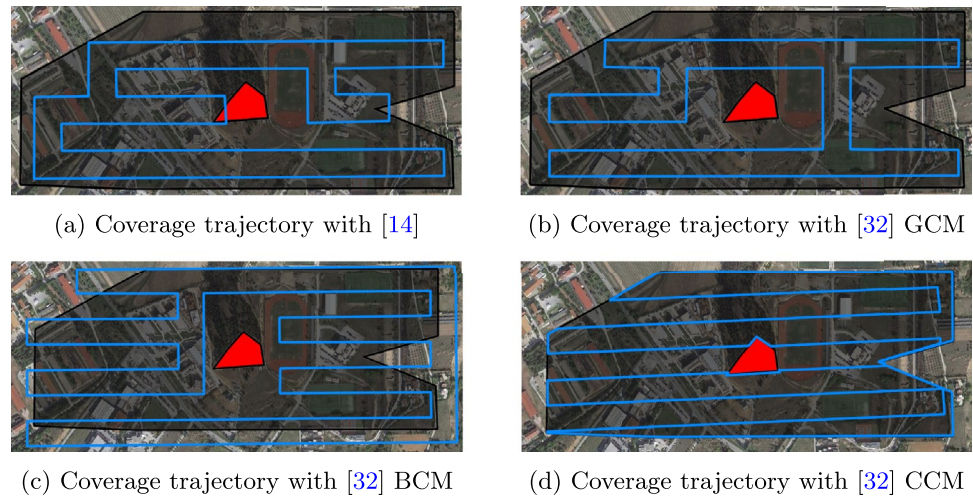 (a) Coverage trajectory with [14]
(b) Coverage trajectory with [32] GCM
(c) Coverage trajectory with [32] BCM
(d) Coverage trajectory with [32] CCM